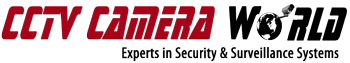 CCTV CAMERA WORLD
Experts in Security & Surveillance Systems